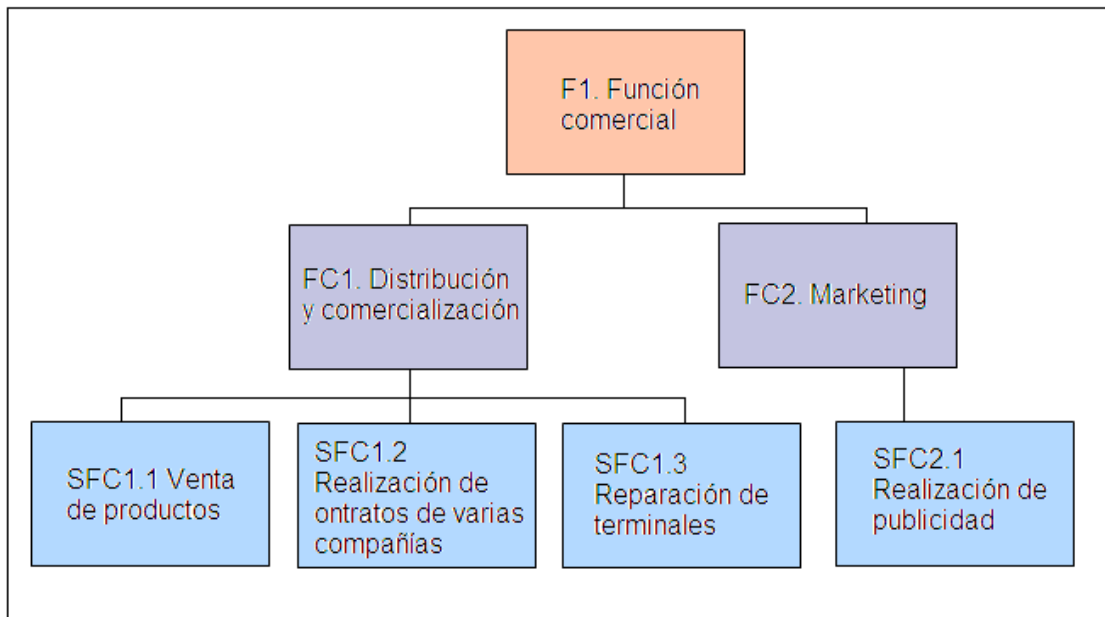 F1. Función
comercial
FC1. Distribución
y comercialización
FC2. Marketing
SFC1.1 Venta
de productos
SFC1.2
Realización de
ontratos de varias
compañías
SFC1.3
Reparación de
terminales
SFC2.1
Realización de
publicidad